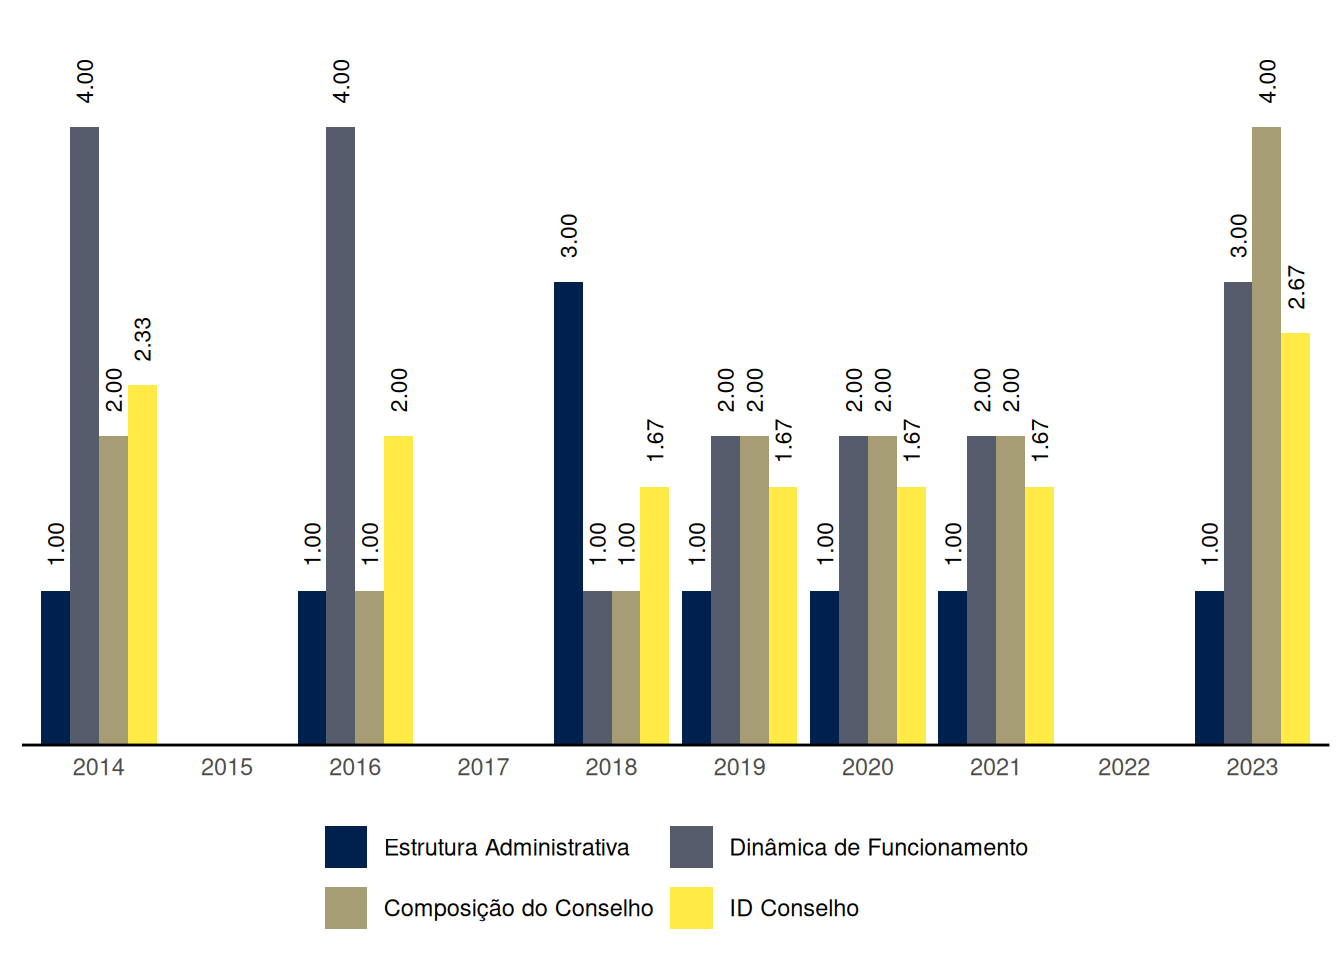 4.00 4.00 4.00
3.00 3.00
2.67
2.33
2.00 2.00 2.00 2.00 2.00 2.00 2.00 2.00
1.67 1.67 1.67 1.67
1.00 1.00 1.00 1.00 1.00 1.00 1.00 1.00 1.00
2014 2015 2016 2017 2018 2019 2020 2021 2022 2023
Estrutura Administrativa Dinâmica de Funcionamento
Composição do Conselho ID Conselho